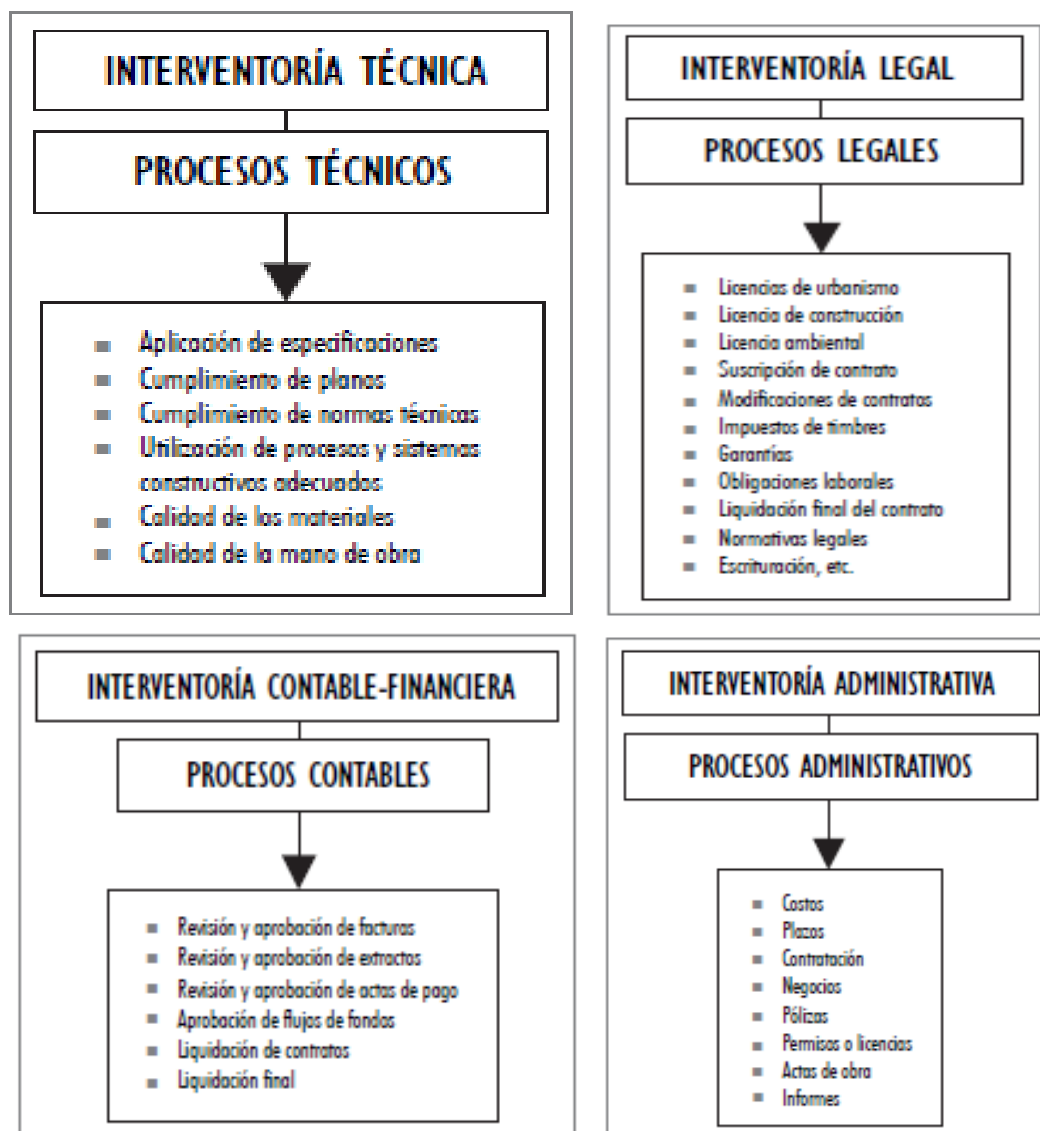 INTERVENTORÍA TÉCNICA
PROCESOS TÉCNICOS
Aplicación de especificaciones
Cumplimiento de planos
Cumplimiento de normas técnicas
Utilización de procesos y sistemas
constructivos adecuados
Calidad de los materiales
Calidad de la mano de obra
INTERVENTORÍA LEGAL
PROCESOS LEGALES
Licencias de urbanismo
Licencia de construcción
Licencia ambiental
Suscripción de contrato
Modificaciones de contratos
Impuestos de timbres
Garantías
Obligaciones laborales
Liquidación final del contrato
Normativas legales
Escrituración, etc.
INTERVENTORÍA CONTABLE-FINANCIERA
PROCESOS CONTABLES
Revisión y aprobación de facturas
Revisión y aprobación de extractos
Revisión y aprobación de actas de pago
Aprobación de flujos de fondos
Liquidación de contratos
Liquidación final
INTERVENTORÍA ADMINISTRATIVA
PROCESOS ADMINISTRATIVOS
Costos
Plazos
Contratación
Negocios
Pólizas
Permisos o licencias
Actas de obra
Informes